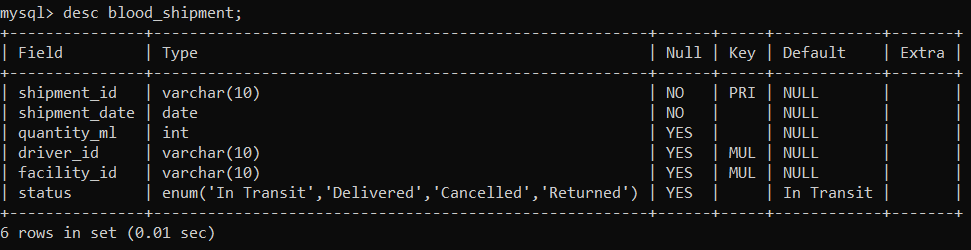 mysql> desc blood_shipment;
+---------------+--------------------------------------------------+------+-----+------------+-------+
| Field         | Type                                             | Null | Key | Default    | Extra |
+---------------+--------------------------------------------------+------+-----+------------+-------+
| shipment_id   | varchar(10)                                      | NO   | PRI | NULL       |       |
| shipment_date | date                                             | NO   |     | NULL       |       |
| quantity_ml   | int                                              | YES  |     | NULL       |       |
| driver_id     | varchar(10)                                      | YES  | MUL | NULL       |       |
| facility_id   | varchar(10)                                      | YES  | MUL | NULL       |       |
| status        | enum('In Transit','Delivered','Cancelled','Returned') | YES  |     | In Transit |       |
+---------------+--------------------------------------------------+------+-----+------------+-------+
6 rows in set (0.01 sec)